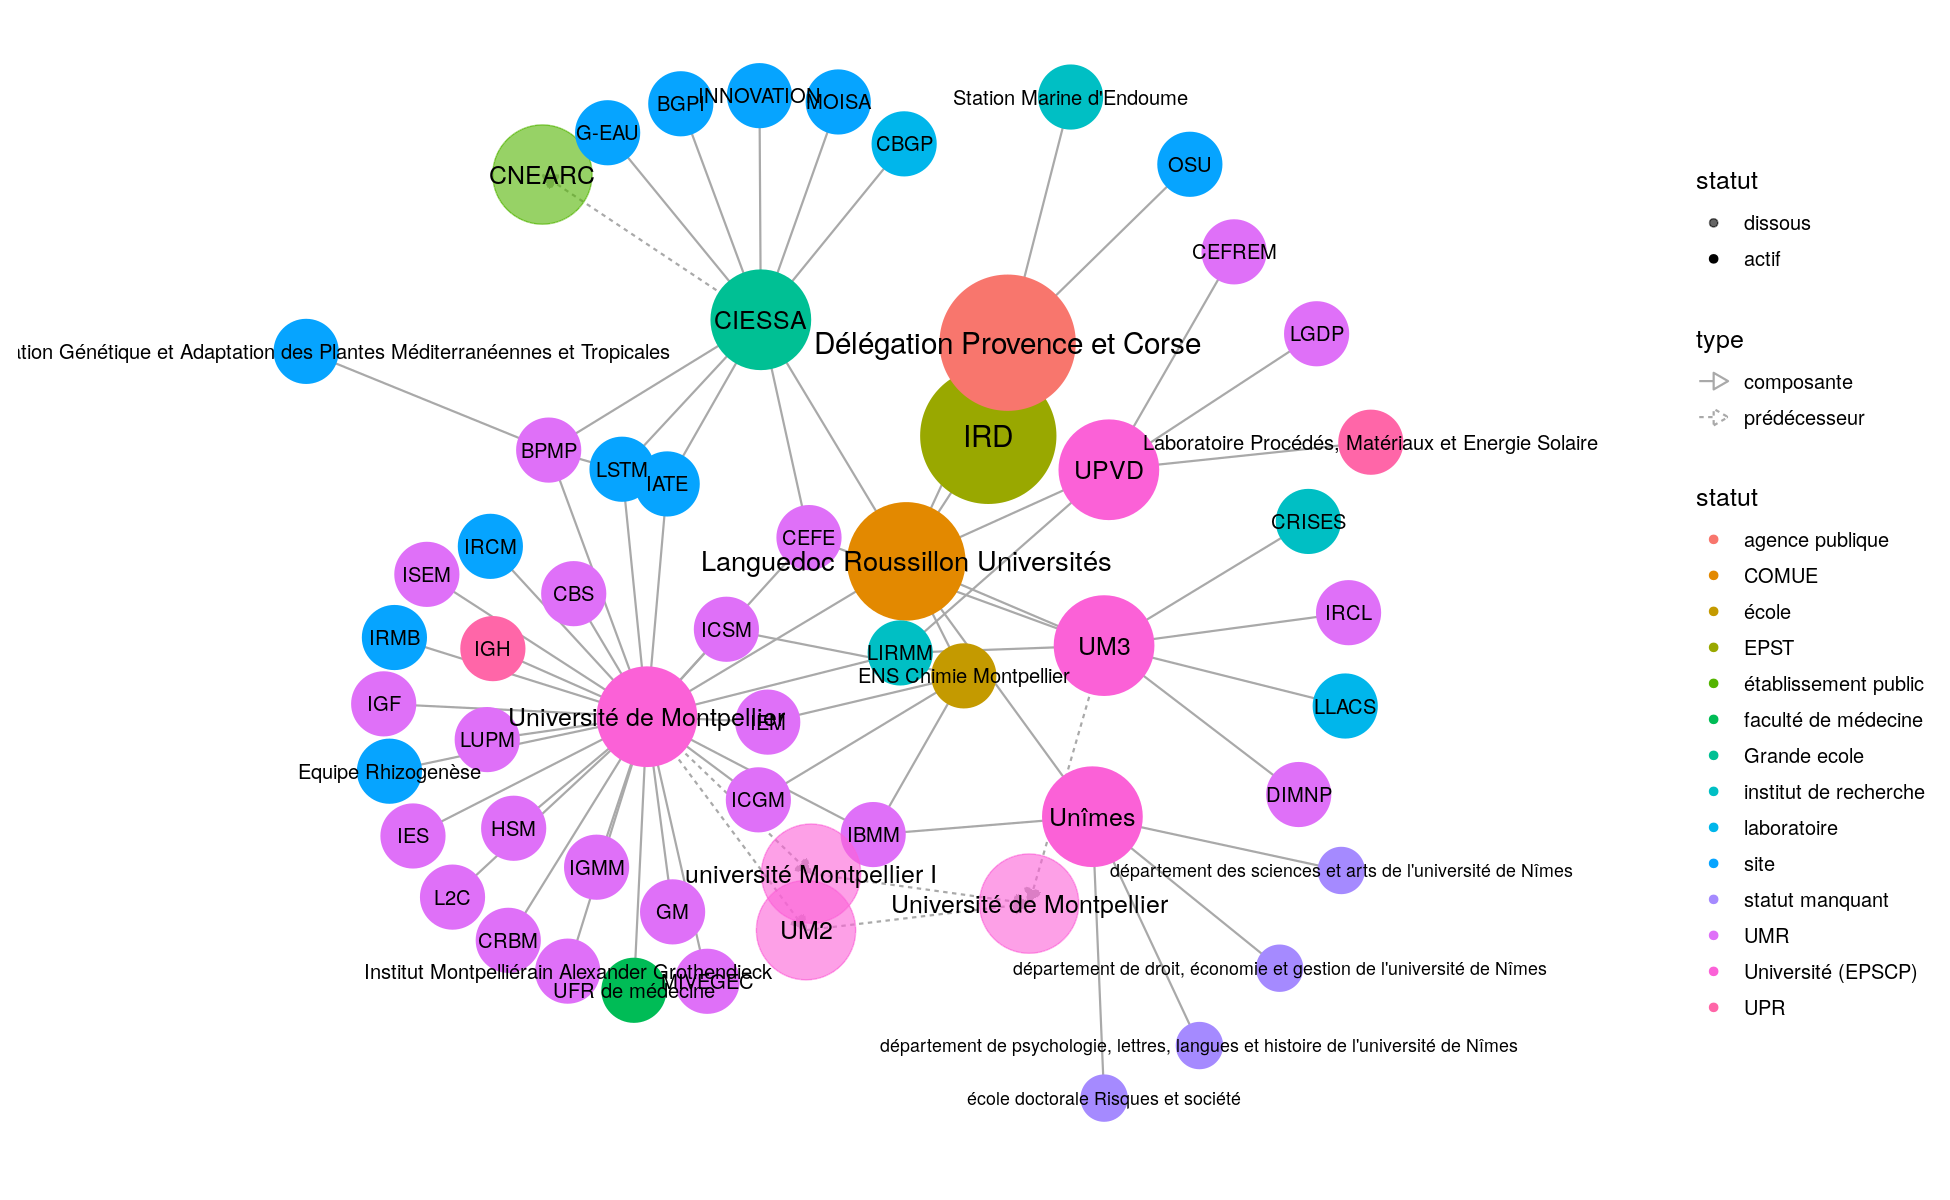 INNOVATION
BGPI
MOISA
Station Marine d'Endoume
G-EAU
CBGP
OSU
CNEARC
CEFREM
CIESSA
LGDP
Délégation Provence et Corse
ation Génétique et Adaptation des Plantes Méditerranéennes et Tropicales
IRD
Laboratoire Procédés, Matériaux et Energie Solaire
BPMP
LSTM
UPVD
IATE
CRISES
CEFE
IRCM
Languedoc Roussillon Universités
ISEM
CBS
IRCL
ICSM
IRMB
IGH
LIRMM
UM3
ENS Chimie Montpellier
IGF
LLACS
Université de Montpellier
IEM
LUPM
Equipe Rhizogenèse
DIMNP
ICGM
Unîmes
HSM
IES
IBMM
IGMM
université Montpellier I
département des sciences et arts de l'université de Nîmes
L2C
Université de Montpellier
GM
UM2
CRBM
Institut Montpelliérain Alexander Grothendieck
département de droit, économie et gestion de l'université de Nîmes
MIVEGEC
UFR de médecine
département de psychologie, lettres, langues et histoire de l'université de Nîmes
école doctorale Risques et société
statut
dissous
actif
type
composante
prédécesseur
statut
agence publique
COMUE
école
EPST
établissement public
faculté de médecine
Grande ecole
institut de recherche
laboratoire
site
statut manquant
UMR
Université (EPSCP)
UPR